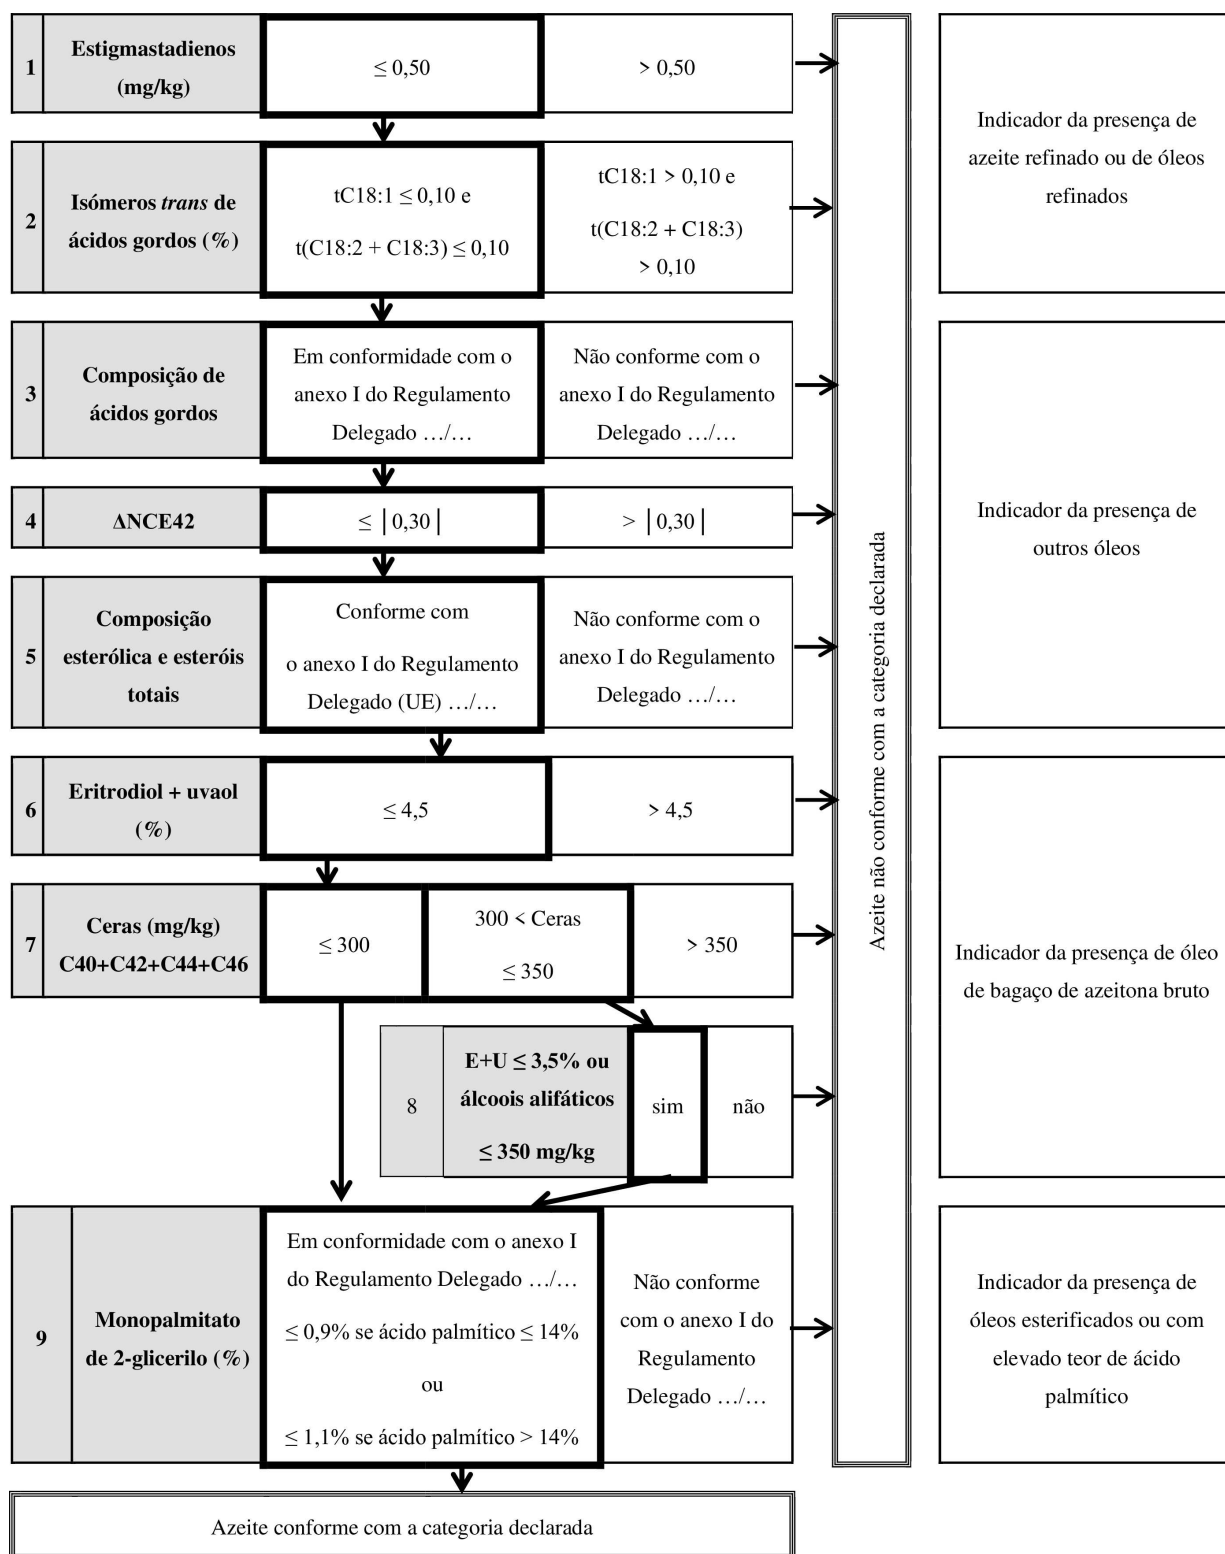 1
Estigmastadienos
(mg/kg)
≤ 0,50
> 0,50
2
Isómeros trans de
ácidos gordos (%)
tC18:1 ≤ 0,10 e
t(C18:2 + C18:3) ≤ 0,10
tC18:1 > 0,10 e
t(C18:2 + C18:3)
> 0,10
Indicador da presença de
azeite refinado ou de óleos
refinados
3
Composição de
ácidos gordos
Em conformidade com o
anexo I do Regulamento
Delegado …/…
Não conforme com o
anexo I do Regulamento
Delegado …/…
4
ΔNCE42
≤ |0,30|
> |0,30|
5
Composição
esterólica e esteróis
totais
Conforme com
o anexo I do Regulamento
Delegado (UE) …/…
Não conforme com o
anexo I do Regulamento
Delegado …/…
Indicador da presença de
outros óleos
6
Eritrodiol + uvaol
(%)
≤ 4,5
> 4,5
7
Ceras (mg/kg)
C40+C42+C44+C46
≤ 300
300 < Ceras
≤ 350
> 350
8
E+U ≤ 3,5% ou
álcoois alifáticos
≤ 350 mg/kg
sim
não
Indicador da presença de óleo
de bagaço de azeitona bruto
9
Monopalmitato
de 2-glicerilo (%)
Em conformidade com o anexo I
do Regulamento Delegado …/…
≤ 0,9% se ácido palmítico ≤ 14%
ou
≤ 1,1% se ácido palmítico > 14%
Não conforme
com o anexo I do
Regulamento
Delegado …/…
Indicador da presença de
óleos esterificados ou com
elevado teor de ácido
palmítico
Azeite não conforme com a categoria declarada
Azeite conforme com a categoria declarada